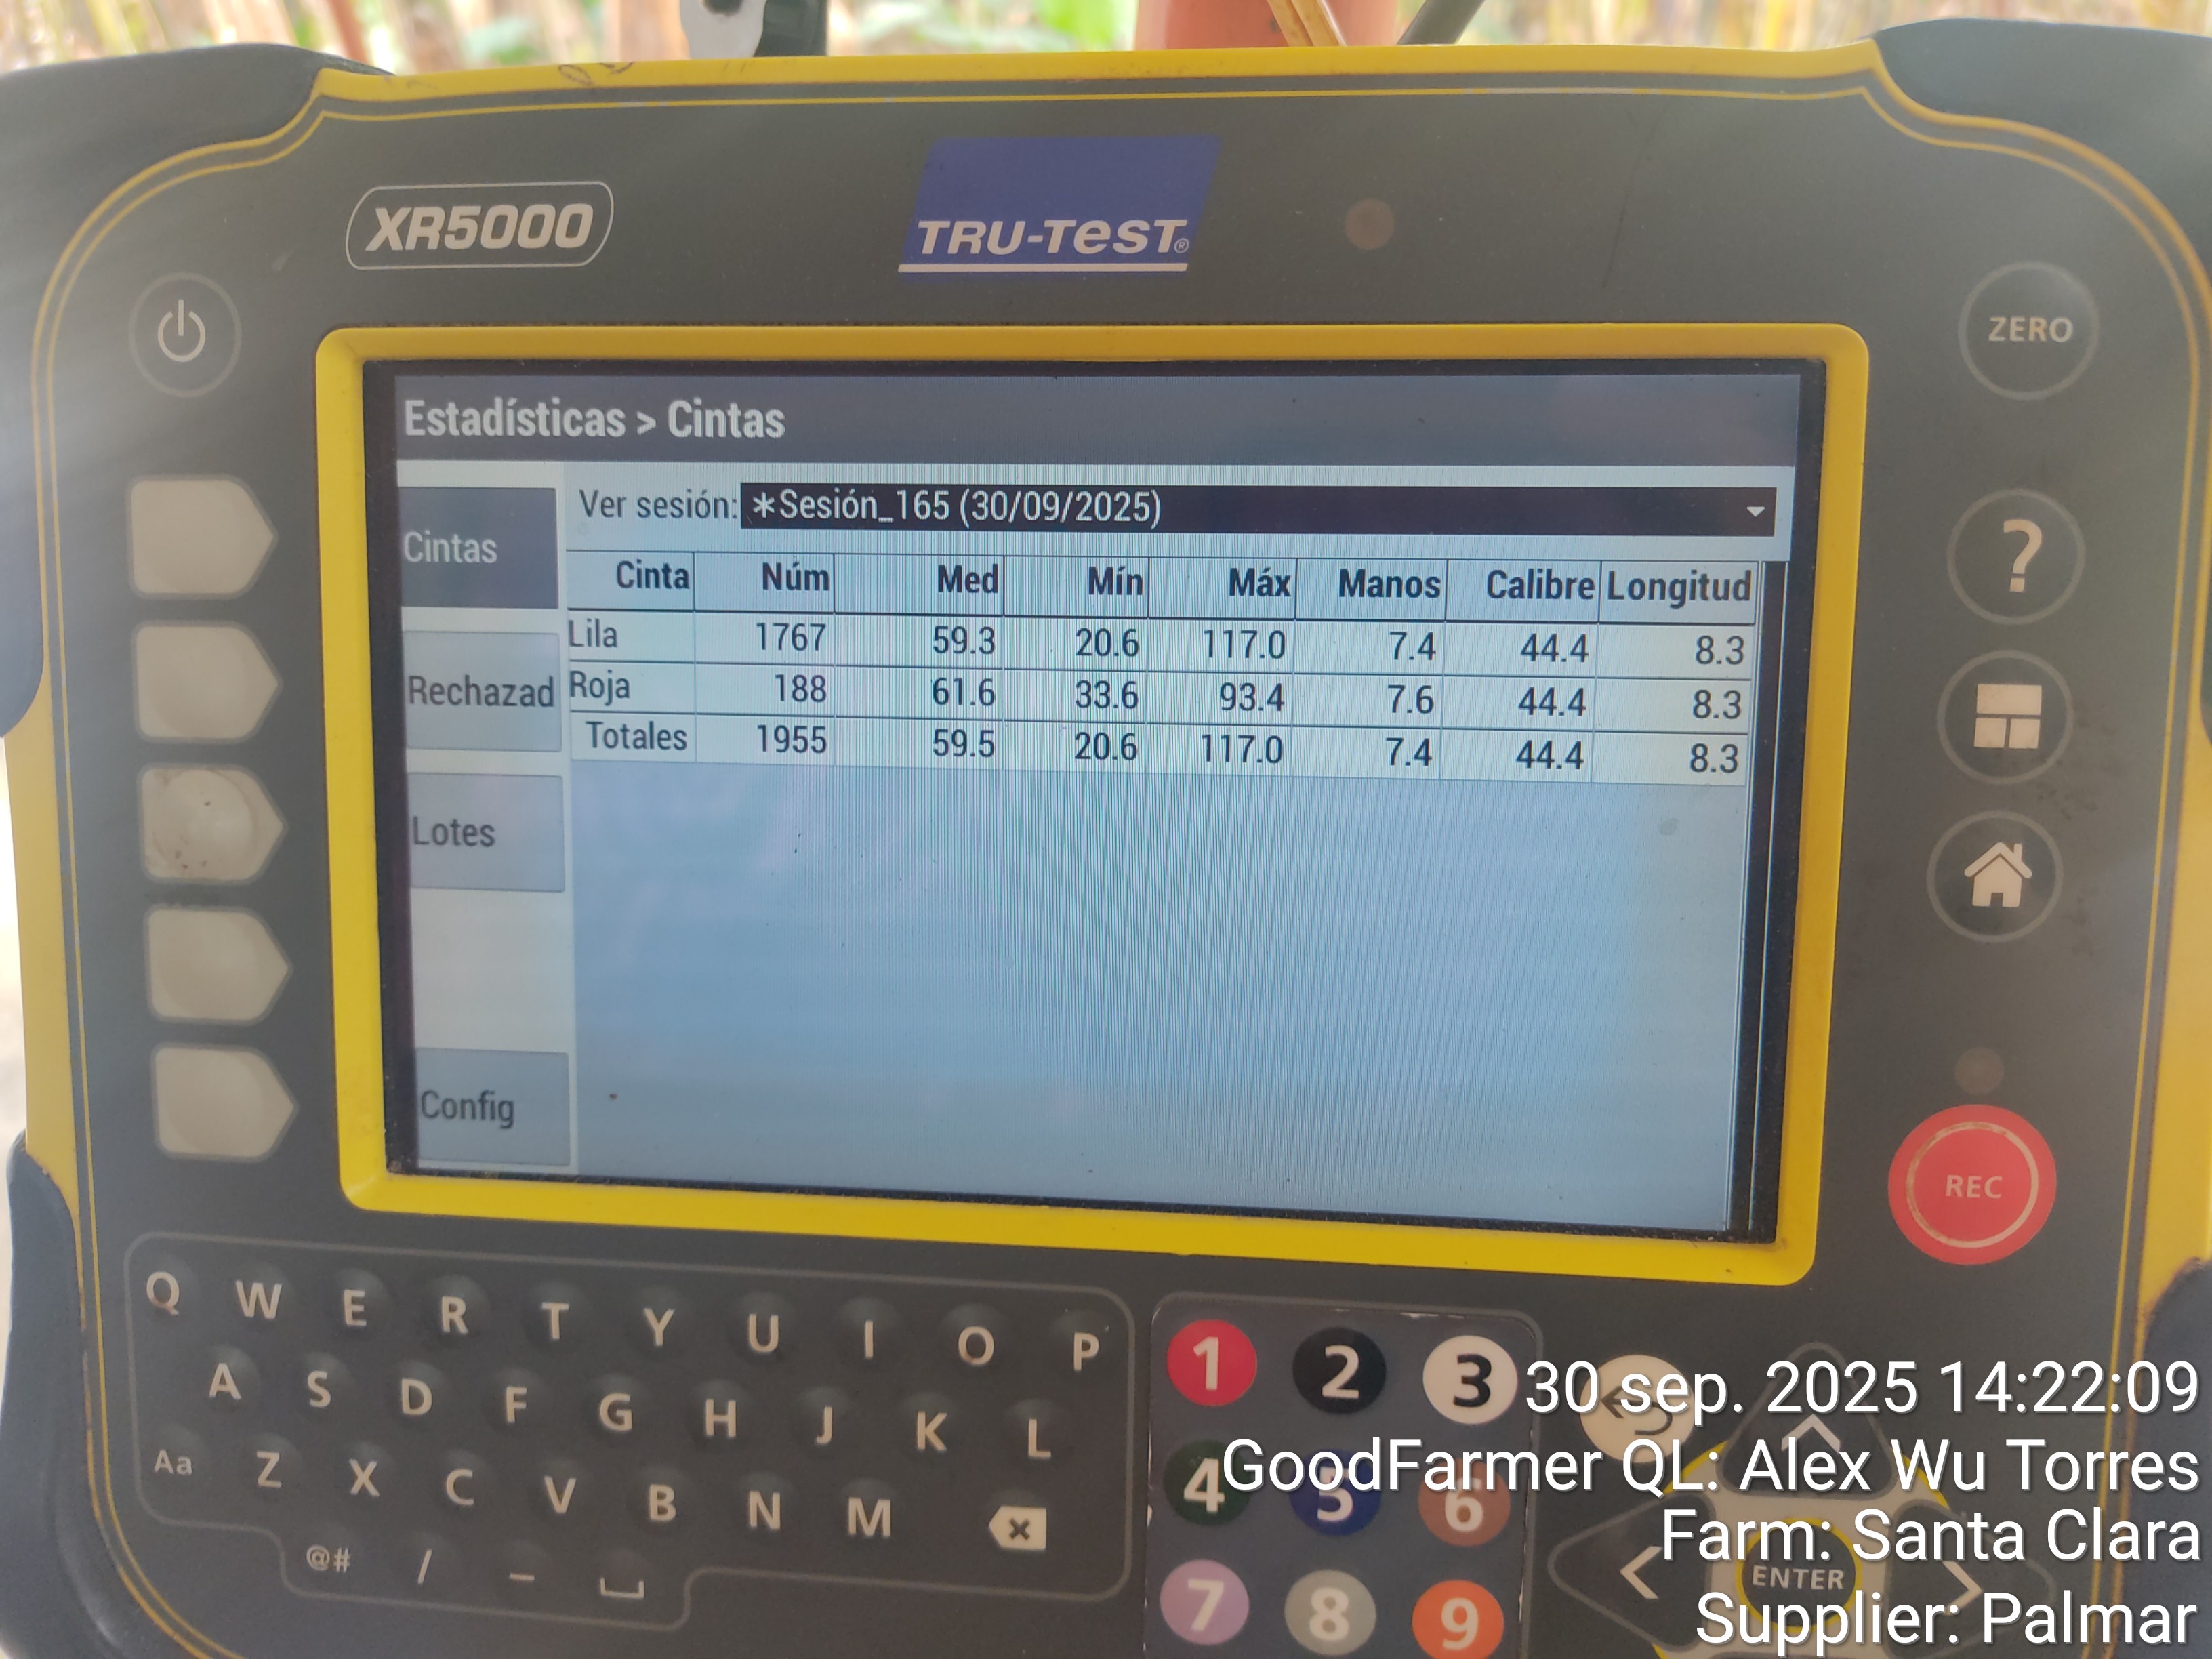 XR5000
TRU-TEST®
ZERO
?
Estadísticas > Cintas
Ver sesión: *Sesión_165 (30/09/2025)
Cintas
Rechazad
Lotes
Config
Cinta Núm Med Mín Máx Manos Calibre Longitud
Lila 1767 59.3 20.6 117.0 7.4 44.4 8.3
Roja 188 61.6 33.6 93.4 7.6 44.4 8.3
Totales 1955 59.5 20.6 117.0 7.4 44.4 8.3
REC
Q W E R T Y U I O P
A S D F G H J K L
Aa Z X C V B N M
@# / –
1 2 3
4 5 6
7 8 9
ENTER
30 sep. 2025 14:22:09
GoodFarmer QL: Alex Wu Torres
Farm: Santa Clara
Supplier: Palmar